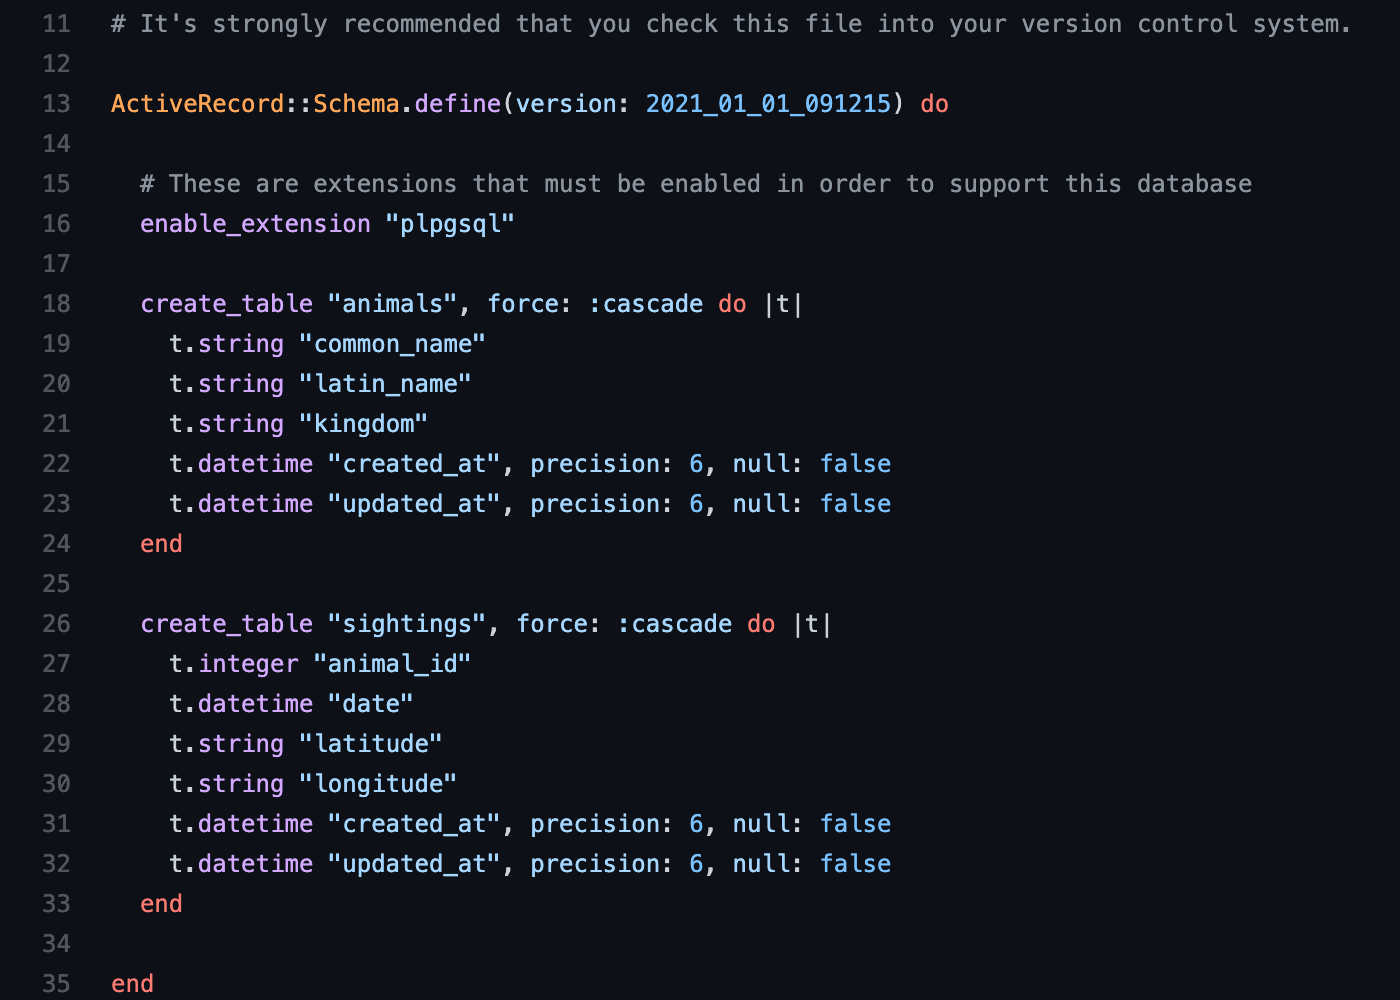 11 # It's strongly recommended that you check this file into your version control system.
12
13 ActiveRecord::Schema.define(version: 2021_01_01_091215) do
14
15   # These are extensions that must be enabled in order to support this database
16   enable_extension "plpgsql"
17
18   create_table "animals", force: :cascade do |t|
19     t.string "common_name"
20     t.string "latin_name"
21     t.string "kingdom"
22     t.datetime "created_at", precision: 6, null: false
23     t.datetime "updated_at", precision: 6, null: false
24   end
25
26   create_table "sightings", force: :cascade do |t|
27     t.integer "animal_id"
28     t.datetime "date"
29     t.string "latitude"
30     t.string "longitude"
31     t.datetime "created_at", precision: 6, null: false
32     t.datetime "updated_at", precision: 6, null: false
33   end
34
35 end